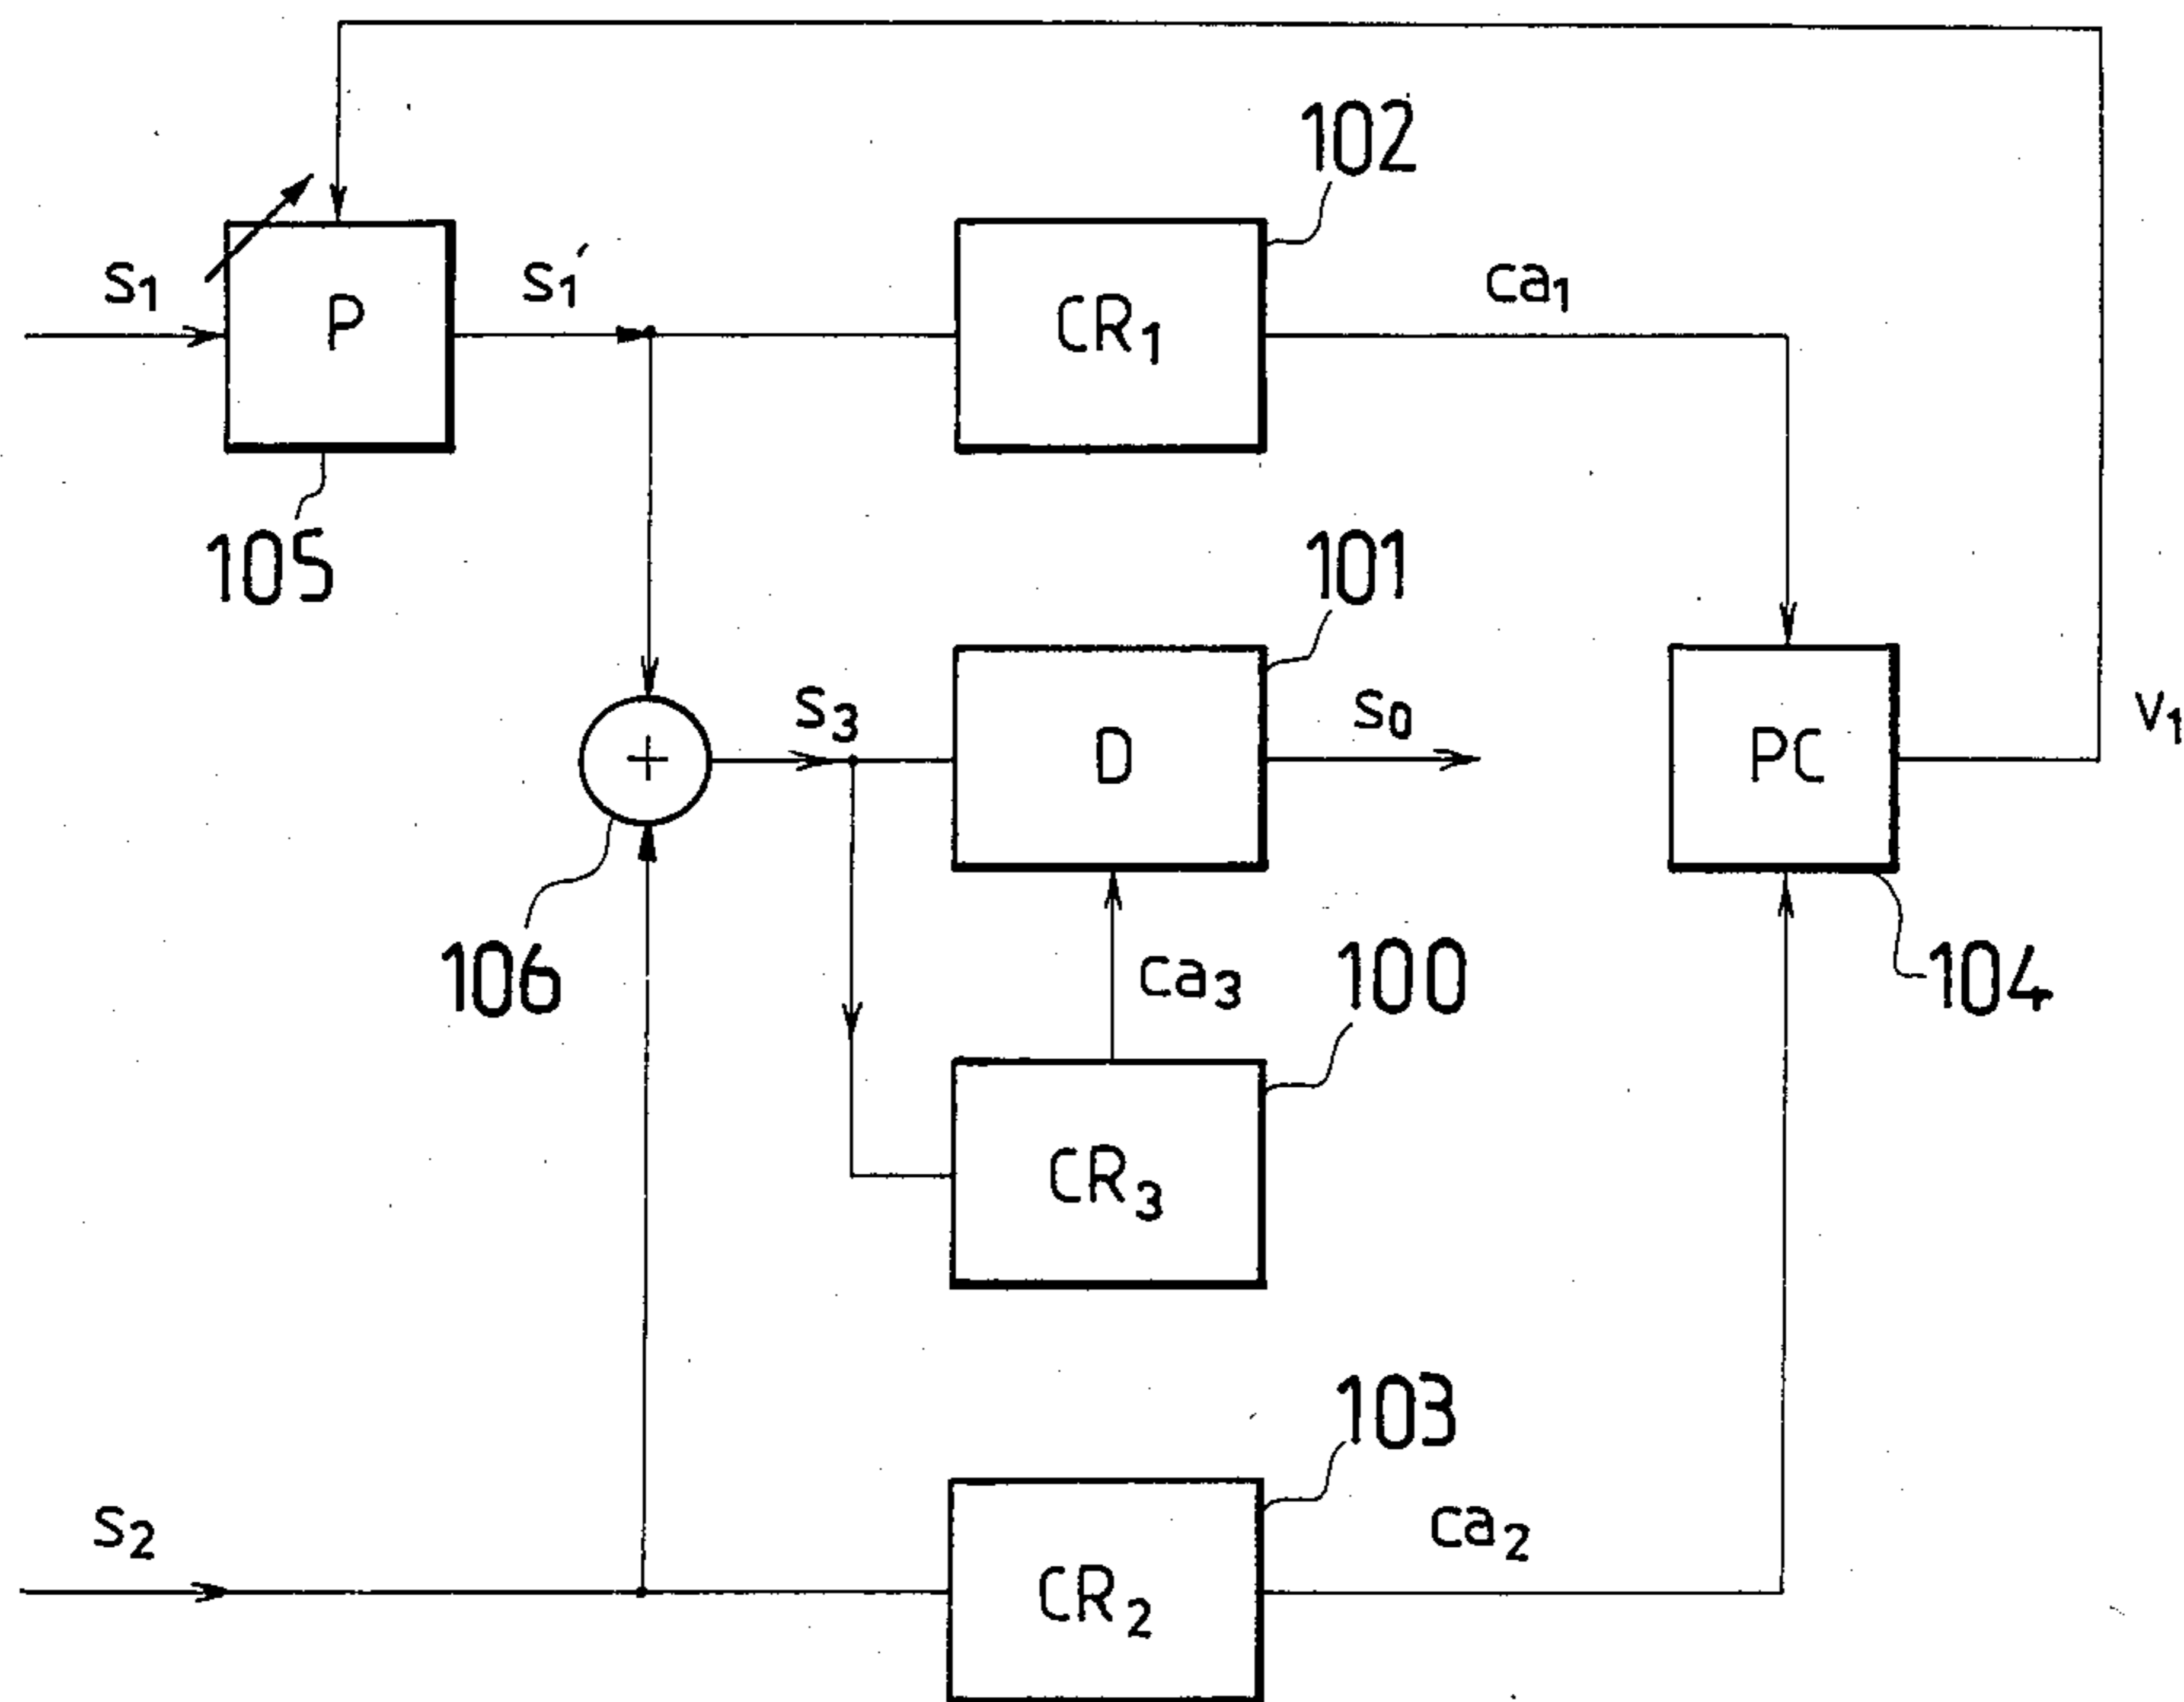 102
s₁
P
s₁′
CR₁
ca₁
105
101
s₃
D
s₀
PC
v₁
+
106
ca₃
100
104
CR₃
103
s₂
CR₂
ca₂